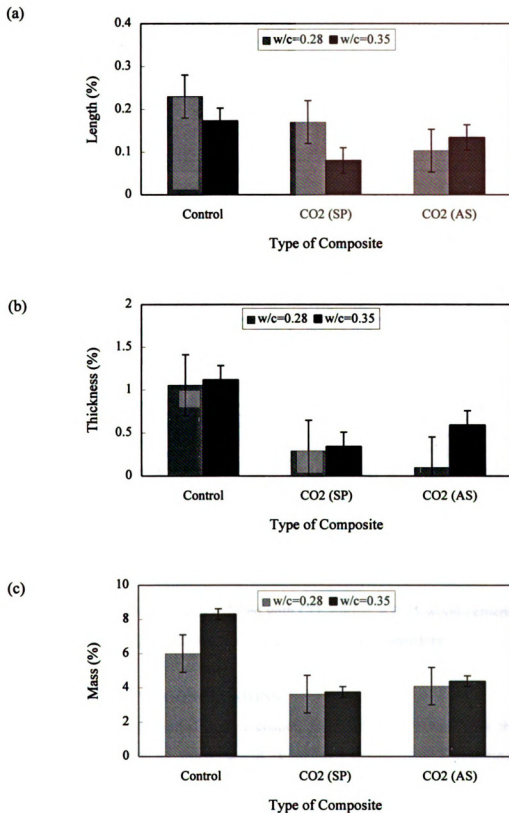 (a)
0.4
0.3
0.2
0.1
0
Length (%)
w/c=0.28 w/c=0.35
Control CO2 (SP) CO2 (AS)
Type of Composite
(b)
2
1.5
1
0.5
0
Thickness (%)
w/c=0.28 w/c=0.35
Control CO2 (SP) CO2 (AS)
Type of Composite
(c)
10
8
6
4
2
0
Mass (%)
w/c=0.28 w/c=0.35
Control CO2 (SP) CO2 (AS)
Type of Composite